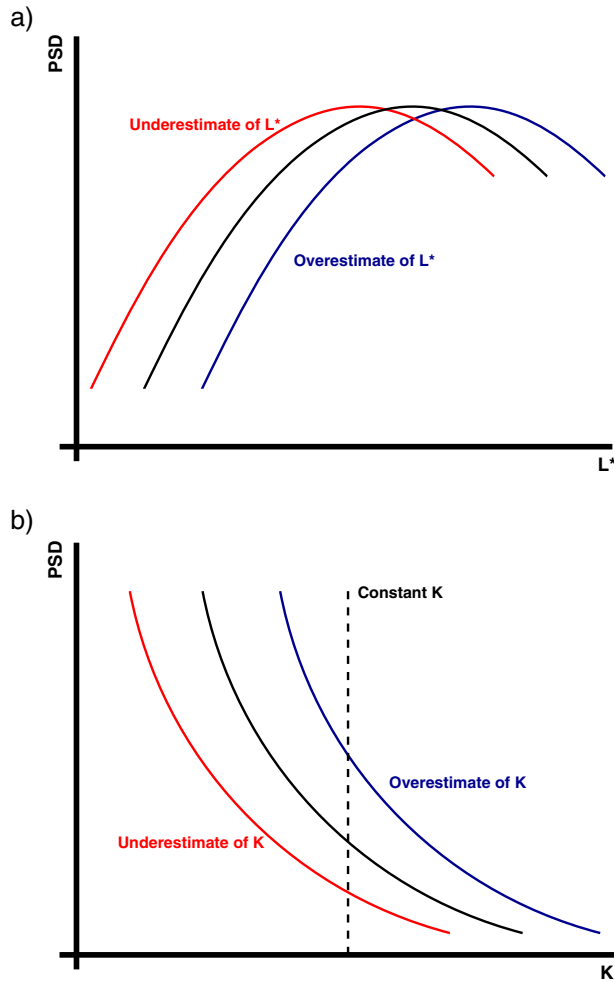 a)
PSD
Underestimate of L*
Overestimate of L*
L*
b)
PSD
Constant K
Overestimate of K
Underestimate of K
K